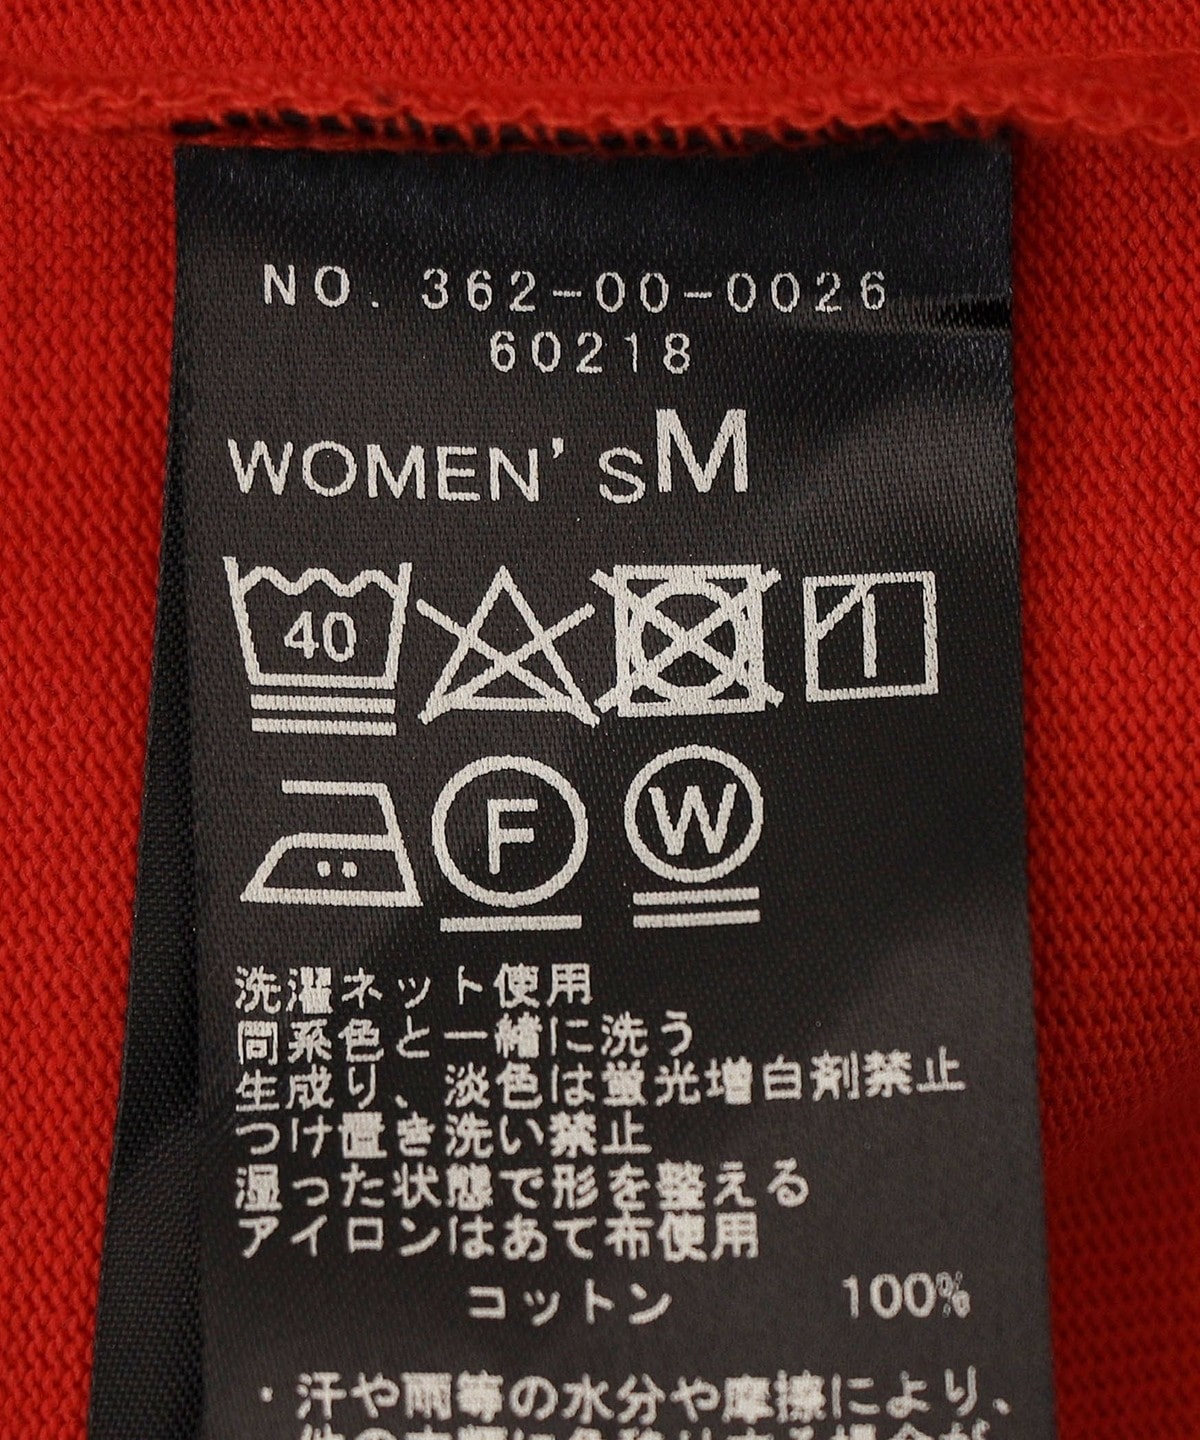 NO. 362-00-0026
60218
WOMEN'S M
40
F W
洗濯ネット使用
同系色と一緒に洗う
生成り、淡色は蛍光増白剤禁止
つけ置き洗い禁止
湿った状態で形を整える
アイロンはあて布使用
コットン 100%
・汗や雨等の水分や摩擦により、